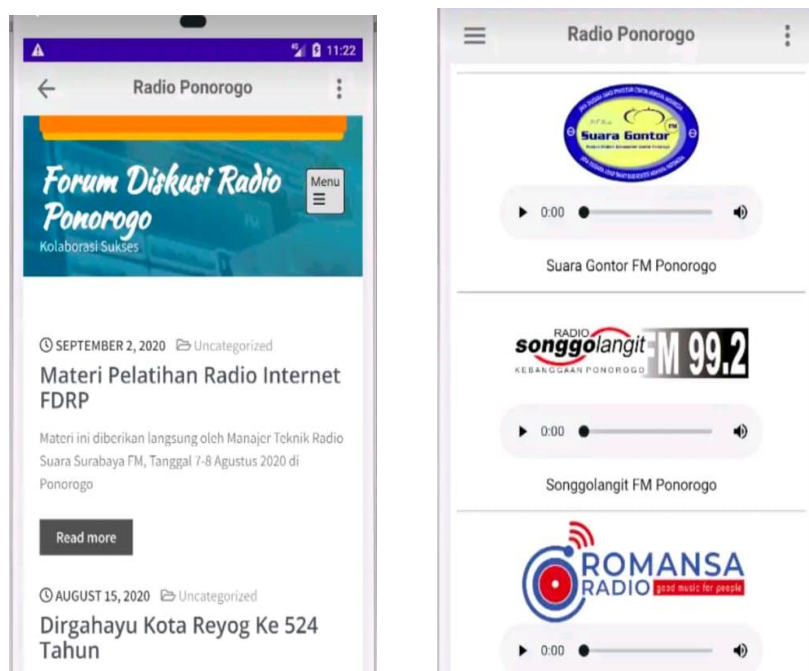 11:22
Radio Ponorogo
Forum Diskusi Radio
Ponorogo
Kolaborasi Sukses
Menu
SEPTEMBER 2, 2020 Uncategorized
Materi Pelatihan Radio Internet
FDRP
Materi ini diberikan langsung oleh Manajer Teknik Radio
Suara Surabaya FM, Tanggal 7-8 Agustus 2020 di
Ponorogo
Read more
AUGUST 15, 2020 Uncategorized
Dirgahayu Kota Reyog Ke 524
Tahun
Radio Ponorogo
Suara Gontor
FM
0:00
Suara Gontor FM Ponorogo
RADIO
songgolangit FM 99.2
KEBANGGAAN PONOROGO
0:00
Songgolangit FM Ponorogo
ROMANSA
RADIO good music for people
0:00